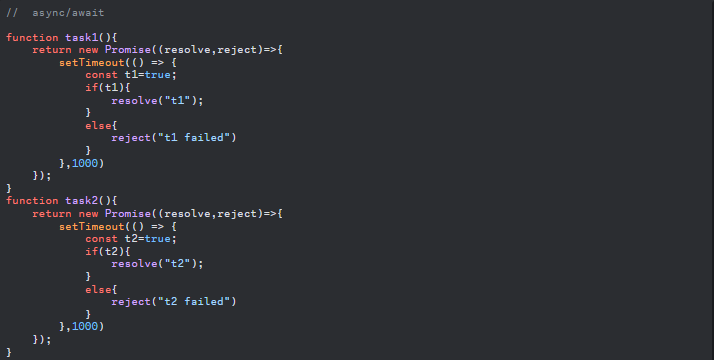 //  async/await

function task1(){
    return new Promise((resolve,reject)=>{
        setTimeout(() => {
            const t1=true;
            if(t1){
                resolve("t1");
            }
            else{
                reject("t1 failed")
            }
        },1000)
    });
}
function task2(){
    return new Promise((resolve,reject)=>{
        setTimeout(() => {
            const t2=true;
            if(t2){
                resolve("t2");
            }
            else{
                reject("t2 failed")
            }
        },1000)
    });
}